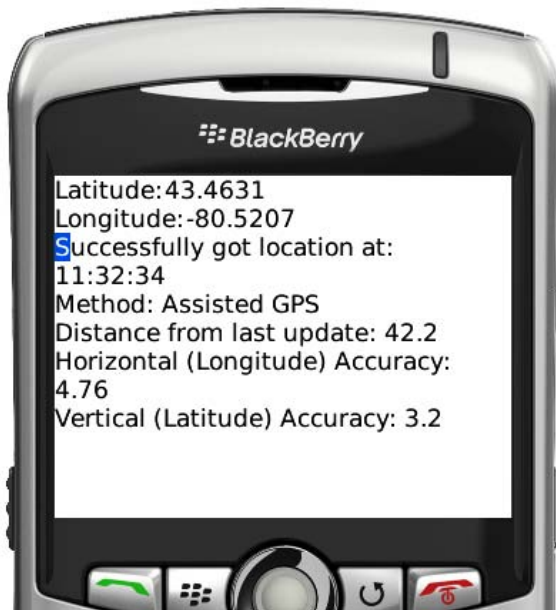 BlackBerry
Latitude:43.4631
Longitude:-80.5207
Successfully got location at:
11:32:34
Method: Assisted GPS
Distance from last update: 42.2
Horizontal (Longitude) Accuracy:
4.76
Vertical (Latitude) Accuracy: 3.2